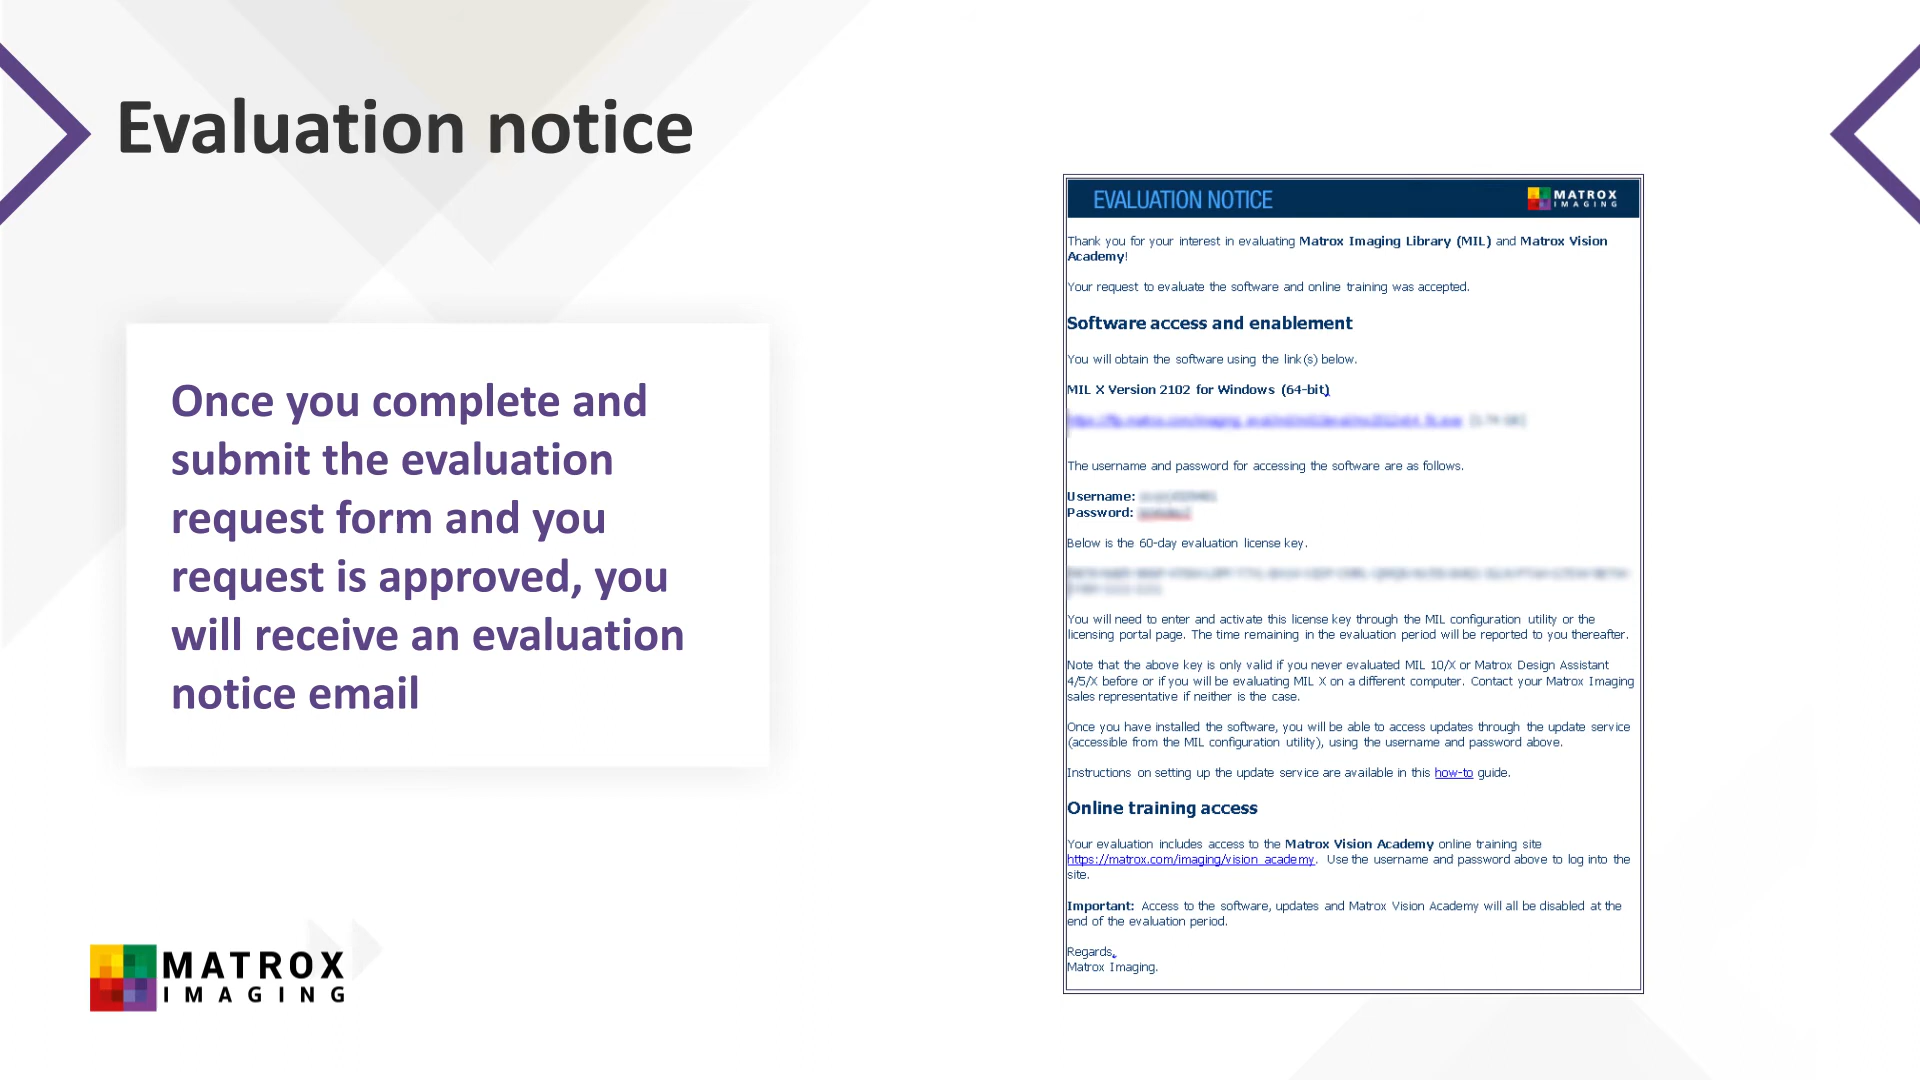 Evaluation notice
Once you complete and
submit the evaluation
request form and you
request is approved, you
will receive an evaluation
notice email
MATROX
IMAGING
EVALUATION NOTICE
MATROX
IMAGING
Thank you for your interest in evaluating Matrox Imaging Library (MIL) and Matrox Vision
Academy!
Your request to evaluate the software and online training was accepted.
Software access and enablement
You will obtain the software using the link(s) below.
MIL X Version 2102 for Windows (64-bit)
The username and password for accessing the software are as follows.
Username:
Password:
Below is the 60-day evaluation license key.
You will need to enter and activate this license key through the MIL configuration utility or the
licensing portal page. The time remaining in the evaluation period will be reported to you thereafter.
Note that the above key is only valid if you never evaluated MIL 10/X or Matrox Design Assistant
4/5/X before or if you will be evaluating MIL X on a different computer. Contact your Matrox Imaging
sales representative if neither is the case.
Once you have installed the software, you will be able to access updates through the update service
(accessible from the MIL configuration utility), using the username and password above.
Instructions on setting up the update service are available in this how-to guide.
Online training access
Your evaluation includes access to the Matrox Vision Academy online training site
https://matrox.com/imaging/vision_academy. Use the username and password above to log into the
site.
Important: Access to the software, updates and Matrox Vision Academy will all be disabled at the
end of the evaluation period.
Regards,
Matrox Imaging.